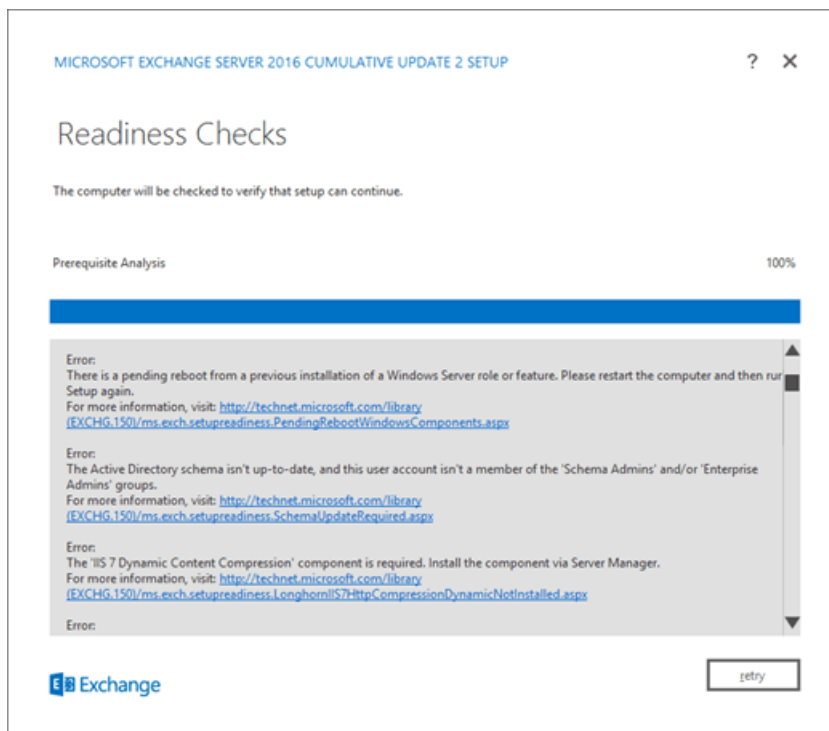 MICROSOFT EXCHANGE SERVER 2016 CUMULATIVE UPDATE 2 SETUP ? ✕
Readiness Checks
The computer will be checked to verify that setup can continue.
Prerequisite Analysis 100%
Error:
There is a pending reboot from a previous installation of a Windows Server role or feature. Please restart the computer and then run
Setup again.
For more information, visit: http://technet.microsoft.com/library
(EXCHG.150)/ms.exch.setupreadiness.PendingRebootWindowsComponents.aspx
Error:
The Active Directory schema isn't up-to-date, and this user account isn't a member of the 'Schema Admins' and/or 'Enterprise
Admins' groups.
For more information, visit: http://technet.microsoft.com/library
(EXCHG.150)/ms.exch.setupreadiness.SchemaUpdateRequired.aspx
Error:
The 'IIS 7 Dynamic Content Compression' component is required. Install the component via Server Manager.
For more information, visit: http://technet.microsoft.com/library
(EXCHG.150)/ms.exch.setupreadiness.LonghornIIS7HttpCompressionDynamicNotInstalled.aspx
Error:
E Exchange
retry